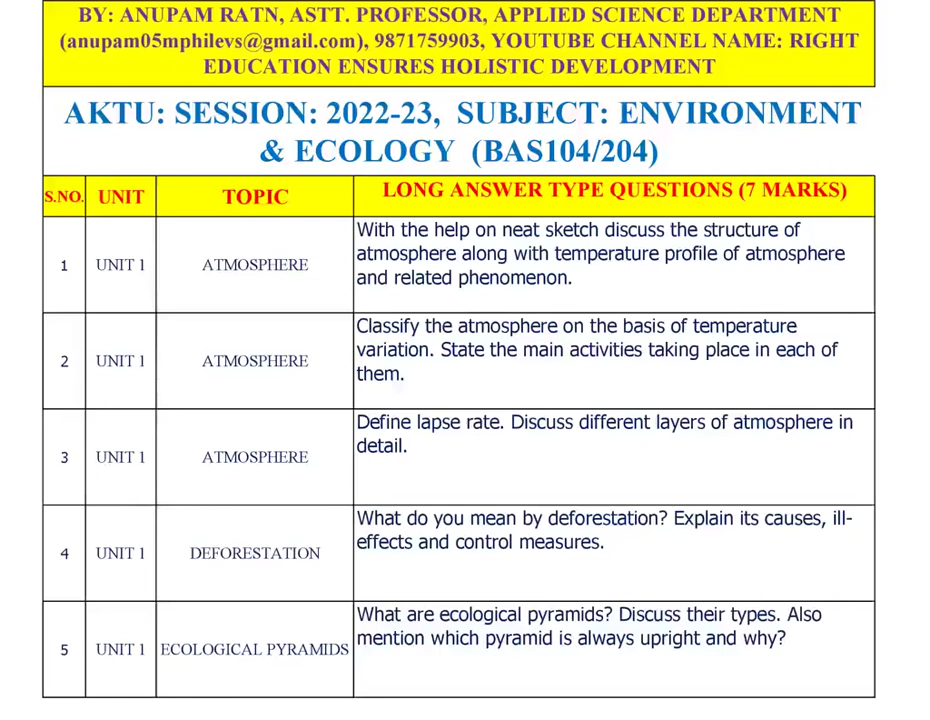 BY: ANUPAM RATN, ASTT. PROFESSOR, APPLIED SCIENCE DEPARTMENT
(anupam05mphilevs@gmail.com), 9871759903, YOUTUBE CHANNEL NAME: RIGHT
EDUCATION ENSURES HOLISTIC DEVELOPMENT
AKTU: SESSION: 2022-23, SUBJECT: ENVIRONMENT
& ECOLOGY (BAS104/204)
S.NO. UNIT TOPIC LONG ANSWER TYPE QUESTIONS (7 MARKS)
1 UNIT 1 ATMOSPHERE With the help on neat sketch discuss the structure of
atmosphere along with temperature profile of atmosphere
and related phenomenon.
2 UNIT 1 ATMOSPHERE Classify the atmosphere on the basis of temperature
variation. State the main activities taking place in each of
them.
3 UNIT 1 ATMOSPHERE Define lapse rate. Discuss different layers of atmosphere in
detail.
4 UNIT 1 DEFORESTATION What do you mean by deforestation? Explain its causes, ill-
effects and control measures.
5 UNIT 1 ECOLOGICAL PYRAMIDS What are ecological pyramids? Discuss their types. Also
mention which pyramid is always upright and why?